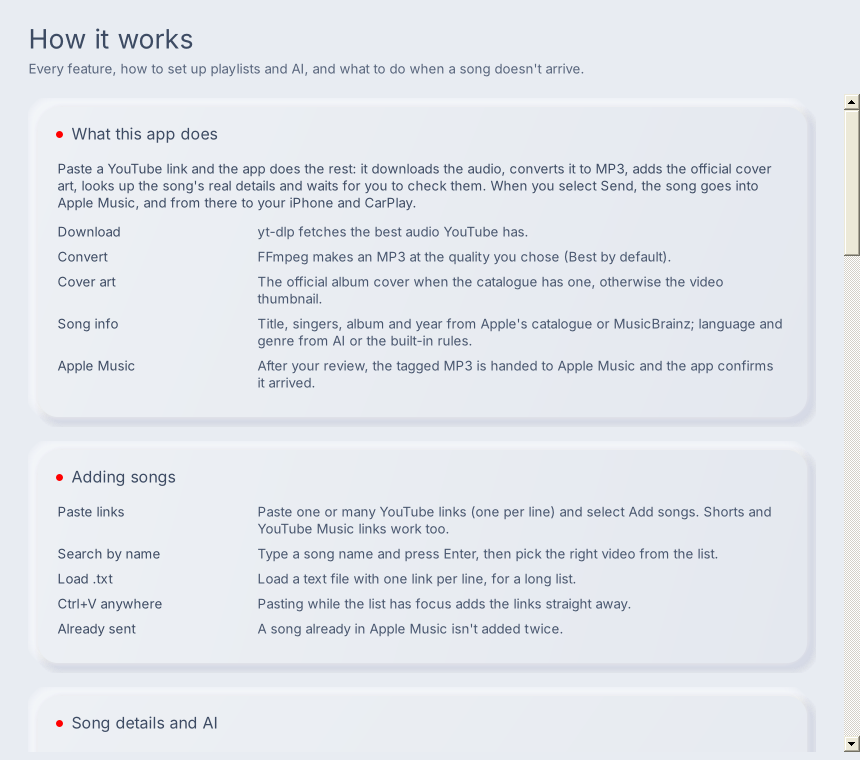 How it works
Every feature, how to set up playlists and AI, and what to do when a song doesn't arrive.
What this app does
Paste a YouTube link and the app does the rest: it downloads the audio, converts it to MP3, adds the official cover
art, looks up the song's real details and waits for you to check them. When you select Send, the song goes into
Apple Music, and from there to your iPhone and CarPlay.
Download yt-dlp fetches the best audio YouTube has.
Convert FFmpeg makes an MP3 at the quality you chose (Best by default).
Cover art The official album cover when the catalogue has one, otherwise the video
thumbnail.
Song info Title, singers, album and year from Apple's catalogue or MusicBrainz; language and
genre from AI or the built-in rules.
Apple Music After your review, the tagged MP3 is handed to Apple Music and the app confirms
it arrived.
Adding songs
Paste links Paste one or many YouTube links (one per line) and select Add songs. Shorts and
YouTube Music links work too.
Search by name Type a song name and press Enter, then pick the right video from the list.
Load .txt Load a text file with one link per line, for a long list.
Ctrl+V anywhere Pasting while the list has focus adds the links straight away.
Already sent A song already in Apple Music isn't added twice.
Song details and AI